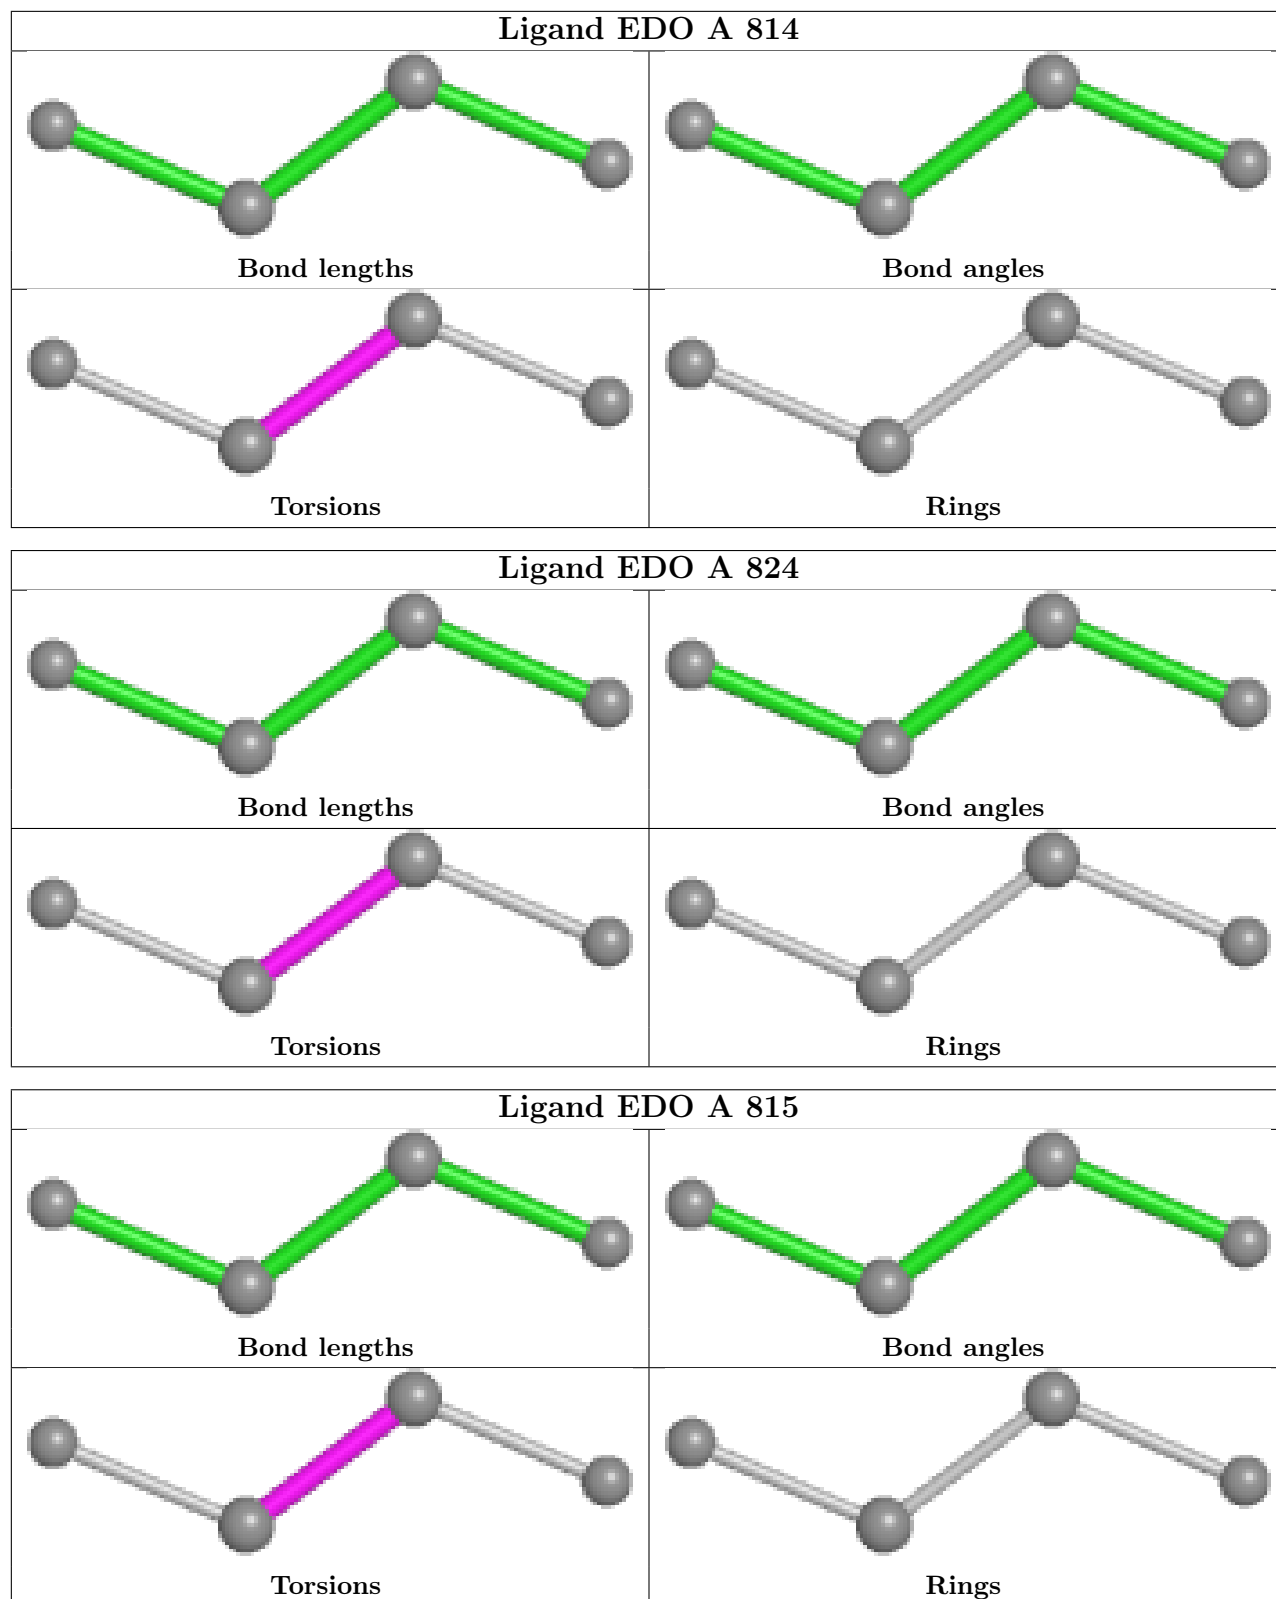 Ligand EDO A 814
Bond lengths
Bond angles
Torsions
Rings
Ligand EDO A 824
Bond lengths
Bond angles
Torsions
Rings
Ligand EDO A 815
Bond lengths
Bond angles
Torsions
Rings